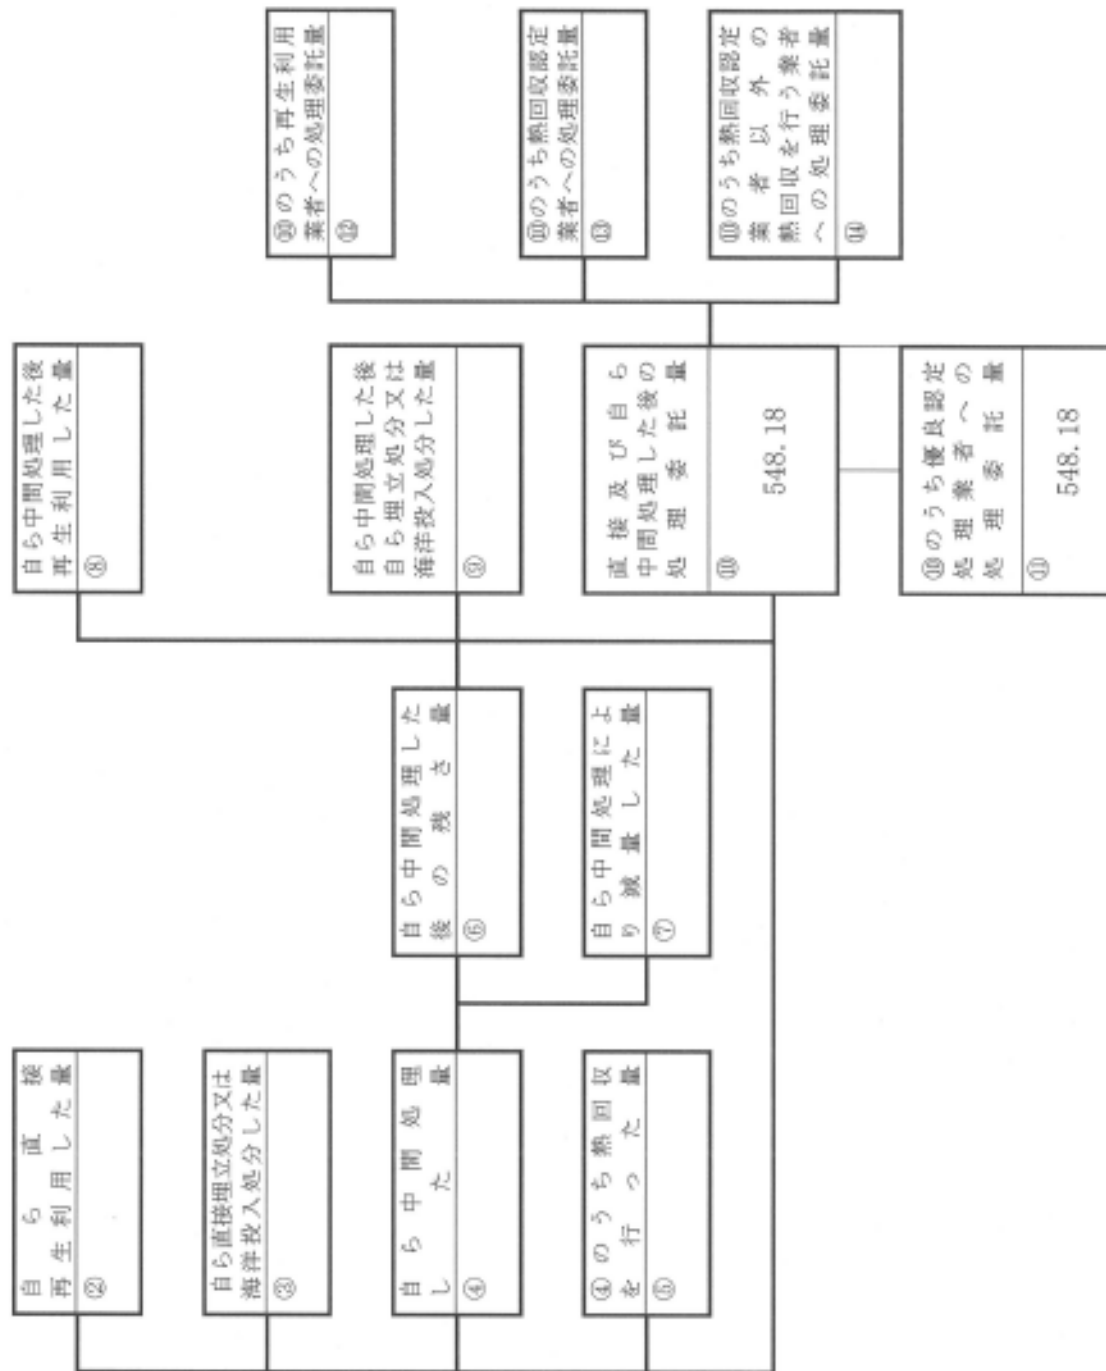 自ら直接
再生利用した量
②
自ら直接埋立処分又は
海洋投入処分した量
③
自ら中間処理
した量
④
④のうち熱回収
を行った量
⑤
自ら中間処理した
後の残さ量
⑥
自ら中間処理によ
り減量した量
⑦
自ら中間処理した後
再生利用した量
⑧
自ら中間処理した後
自ら埋立処分又は
海洋投入処分した量
⑨
直接及び自ら
中間処理した後の
処理委託量
⑩
548.18
⑩のうち優良認定
処理業者への
処理委託量
⑪
548.18
⑩のうち再生利用
業者への処理委託量
⑫
⑩のうち熱回収認定
業者への処理委託量
⑬
⑩のうち熱回収認定
業者以外の
熱回収を行う業者
への処理委託量
⑭